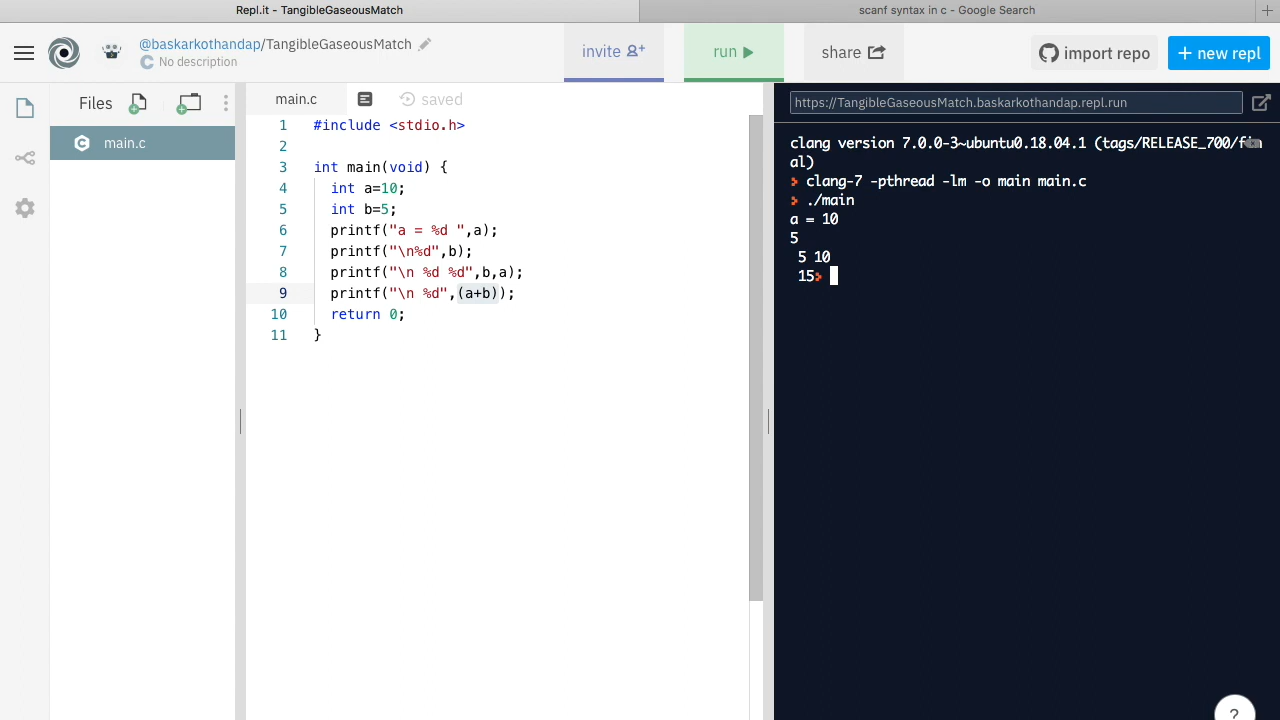 Repl.it - TangibleGaseousMatch
scanf syntax in c - Google Search
@baskarkothandap/TangibleGaseousMatch
No description
invite
run
share
import repo
+ new repl
Files
main.c
main.c
saved
1 #include <stdio.h>
2
3 int main(void) {
4 int a=10;
5 int b=5;
6 printf("a = %d ",a);
7 printf("\n%d",b);
8 printf("\n %d %d",b,a);
9 printf("\n %d",(a+b));
10 return 0;
11 }
https://TangibleGaseousMatch.baskarkothandap.repl.run
clang version 7.0.0-3~ubuntu0.18.04.1 (tags/RELEASE_700/fin
al)
clang-7 -pthread -lm -o main main.c
./main
a = 10
5
5 10
15
?